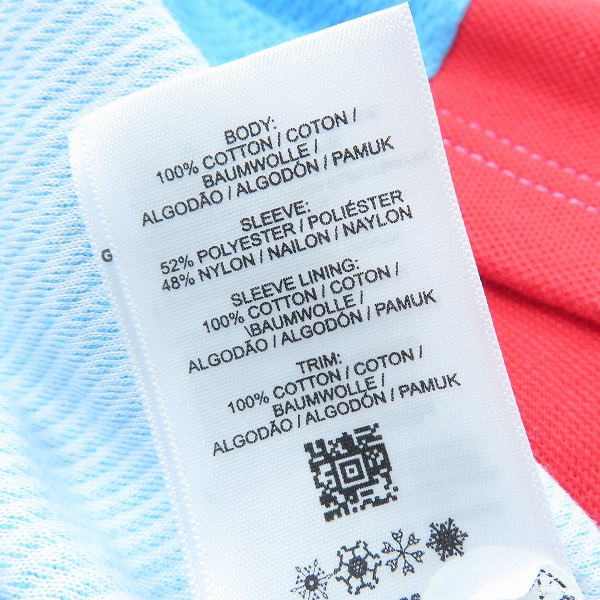 BODY:
100% COTTON / COTON /
BAUMWOLLE /
ALGODÃO / ALGODÓN / PAMUK
SLEEVE:
52% POLYESTER / POLIÉSTER
48% NYLON / NAILON / NAYLON
SLEEVE LINING:
100% COTTON / COTON /
\BAUMWOLLE /
ALGODÃO / ALGODÓN / PAMUK
TRIM:
100% COTTON / COTON /
BAUMWOLLE /
ALGODÃO / ALGODÓN / PAMUK
G